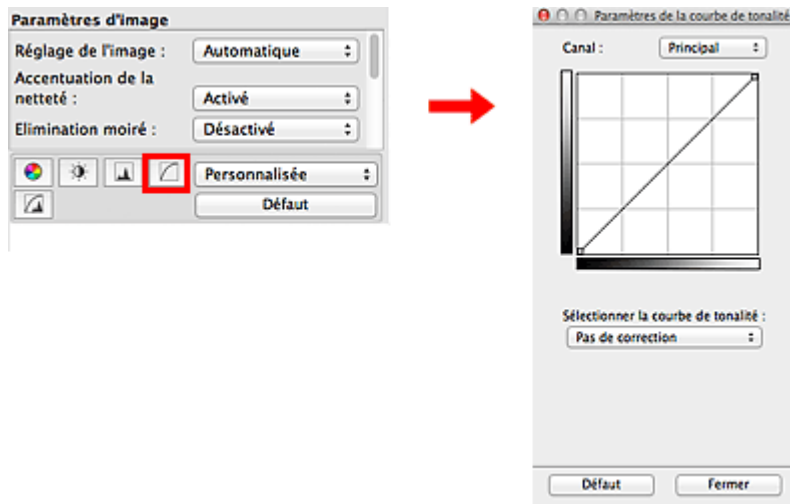 Paramètres d'image
Réglage de l'image : Automatique
Accentuation de la
netteté : Activé
Elimination moiré : Désactivé
Personnalisée
Défaut
Paramètres de la courbe de tonalité
Canal : Principal
Sélectionner la courbe de tonalité :
Pas de correction
Défaut Fermer